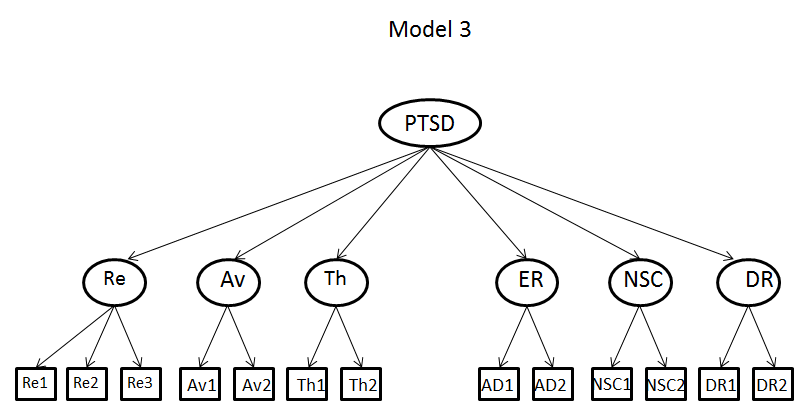 Model 3
PTSD
Re Av Th ER NSC DR
Re1 Re2 Re3 Av1 Av2 Th1 Th2 AD1 AD2 NSC1 NSC2 DR1 DR2